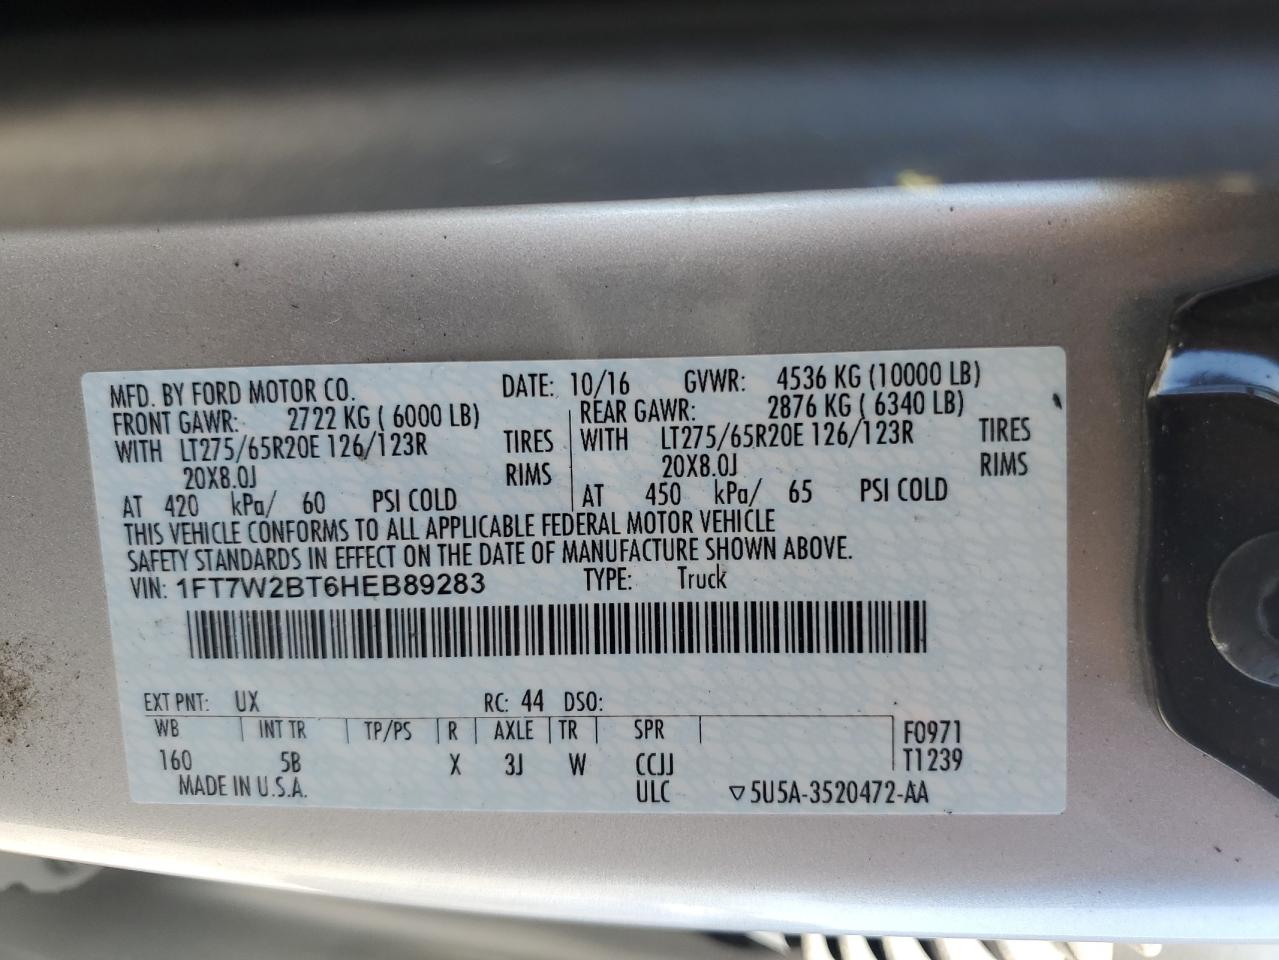 MFD. BY FORD MOTOR CO. DATE: 10/16 GVWR: 4536 KG (10000 LB)
FRONT GAWR: 2722 KG ( 6000 LB) REAR GAWR: 2876 KG ( 6340 LB)
WITH LT275/65R20E 126/123R TIRES WITH LT275/65R20E 126/123R TIRES
20X8.0J RIMS 20X8.0J RIMS
AT 420 kPa/ 60 PSI COLD AT 450 kPa/ 65 PSI COLD
THIS VEHICLE CONFORMS TO ALL APPLICABLE FEDERAL MOTOR VEHICLE
SAFETY STANDARDS IN EFFECT ON THE DATE OF MANUFACTURE SHOWN ABOVE.
VIN: 1FT7W2BT6HEB89283 TYPE: Truck
EXT PNT: UX RC: 44 DSO:
WB INT TR TP/PS R AXLE TR SPR F0971
160 5B X 3J W CCJJ T1239
MADE IN U.S.A. ULC ▽5U5A-3520472-AA